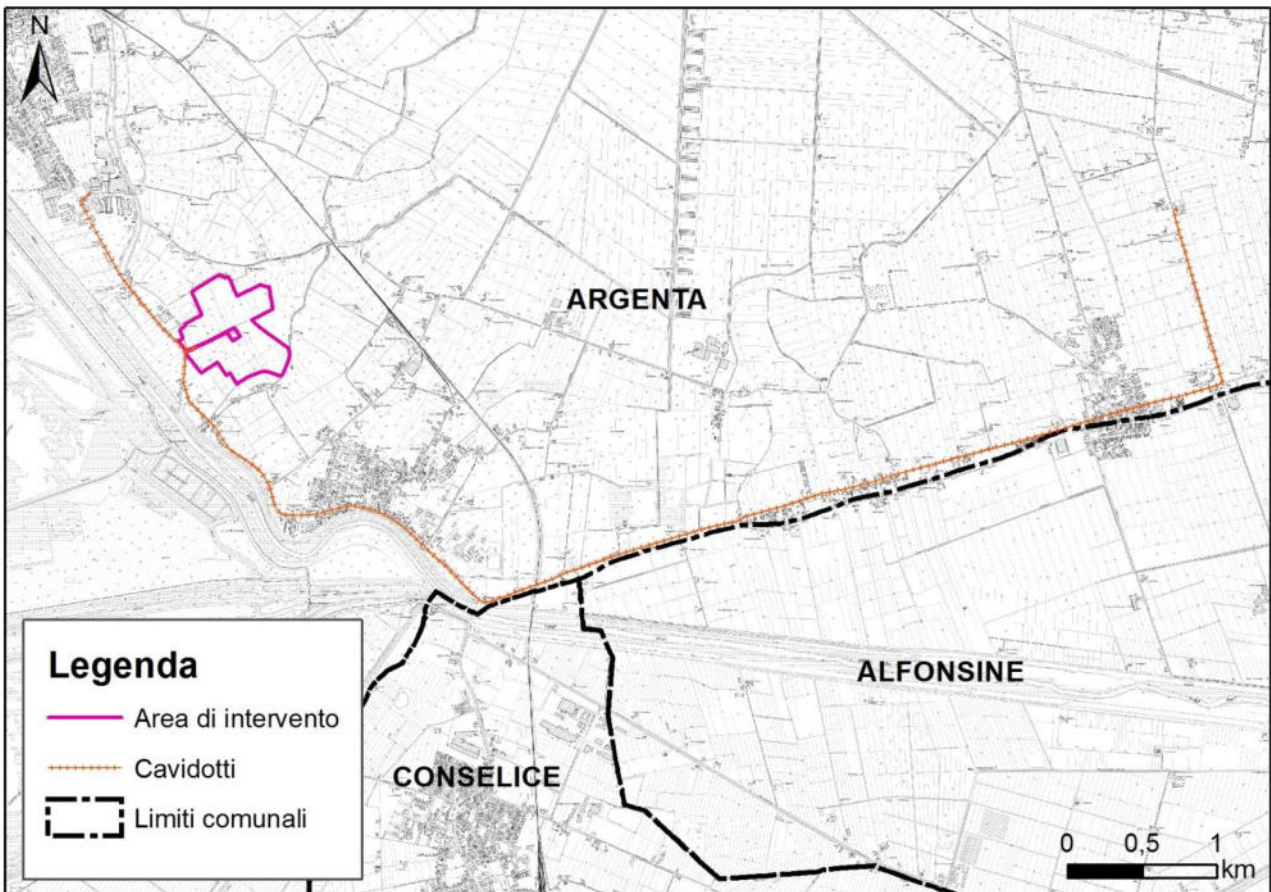 N
ARGENTA
ALFONSINE
CONSELICE
Legenda
Area di intervento
Cavidotti
Limiti comunali
0 0,5 1
km